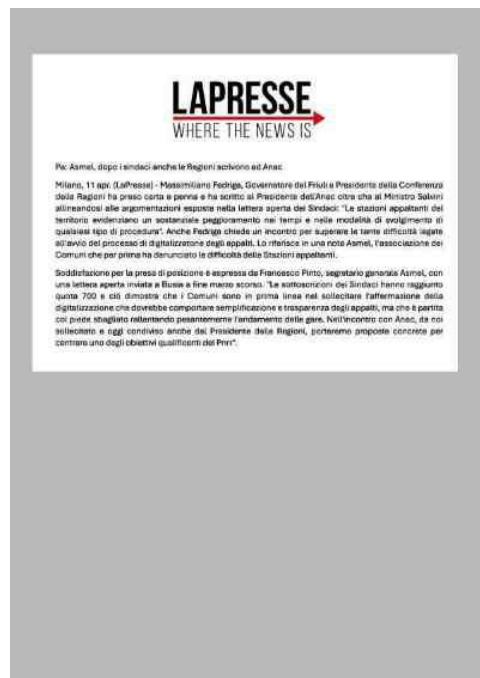 LAPRESSE
WHERE THE NEWS IS
Pa: Asmel, dopo i sindaci anche le Regioni scrivono ad Anac
Milano, 11 apr. (LaPresse) - Massimiliano Fedriga, Governatore del Friuli e Presidente della Conferenza
delle Regioni ha preso carta e penna e ha scritto al Presidente dell'Anac oltre che al Ministro Salvini
allineandosi alle argomentazioni esposte nella lettera aperta dei Sindaci: "Le stazioni appaltanti del
territorio evidenziano un sostanziale peggioramento nei tempi e nelle modalità di svolgimento di
qualsiasi tipo di procedura". Anche Fedriga chiede un incontro per superare le tante difficoltà legate
all'avvio del processo di digitalizzazione degli appalti. Lo riferisce in una nota Asmel, l'associazione dei
Comuni che per prima ha denunciato le difficoltà delle Stazioni appaltanti.
Soddisfazione per la presa di posizione è espressa da Francesco Pinto, segretario generale Asmel, con
una lettera aperta inviata a Busia a fine marzo scorso. "Le sottoscrizioni dei Sindaci hanno raggiunto
quota 700 e ciò dimostra che i Comuni sono in prima linea nel sollecitare l'affermazione della
digitalizzazione che dovrebbe comportare semplificazione e trasparenza degli appalti, ma che è partita
col piede sbagliato rallentando pesantemente l'andamento delle gare. Nell'incontro con Anac, da noi
sollecitato e oggi condiviso anche dal Presidente delle Regioni, porteremo proposte concrete per
centrare uno degli obiettivi qualificanti del Pnrr".